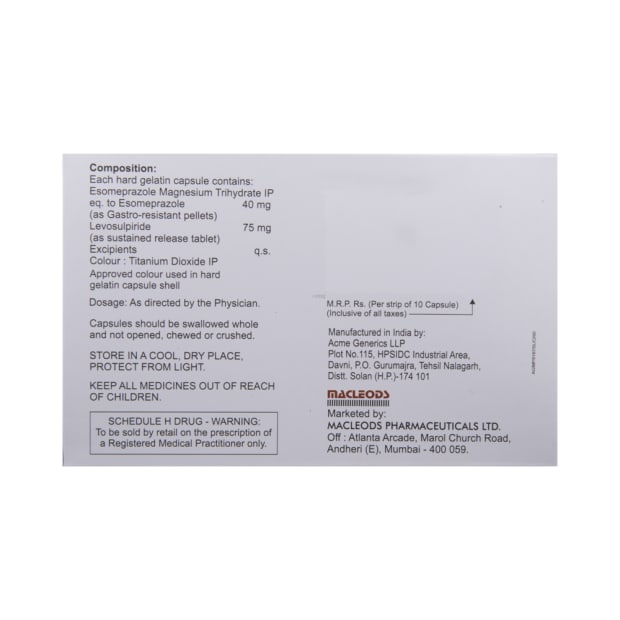 Composition:
Each hard gelatin capsule contains:
Esomeprazole Magnesium Trihydrate IP
eq. to Esomeprazole 40 mg
(as Gastro-resistant pellets)
Levosulpiride 75 mg
(as sustained release tablet)
Excipients q.s.
Colour : Titanium Dioxide IP
Approved colour used in hard
gelatin capsule shell
Dosage: As directed by the Physician.
Capsules should be swallowed whole
and not opened, chewed or crushed.
STORE IN A COOL, DRY PLACE,
PROTECT FROM LIGHT.
KEEP ALL MEDICINES OUT OF REACH
OF CHILDREN.
SCHEDULE H DRUG - WARNING:
To be sold by retail on the prescription of
a Registered Medical Practitioner only.
M.R.P. Rs. (Per strip of 10 Capsule)
(Inclusive of all taxes)
Manufactured in India by:
Acme Generics LLP
Plot No.115, HPSIDC Industrial Area,
Davni, P.O. Gurumajra, Tehsil Nalagarh,
Distt. Solan (H.P.)-174 101
MACLEODS
Marketed by:
MACLEODS PHARMACEUTICALS LTD.
Off : Atlanta Arcade, Marol Church Road,
Andheri (E), Mumbai - 400 059.